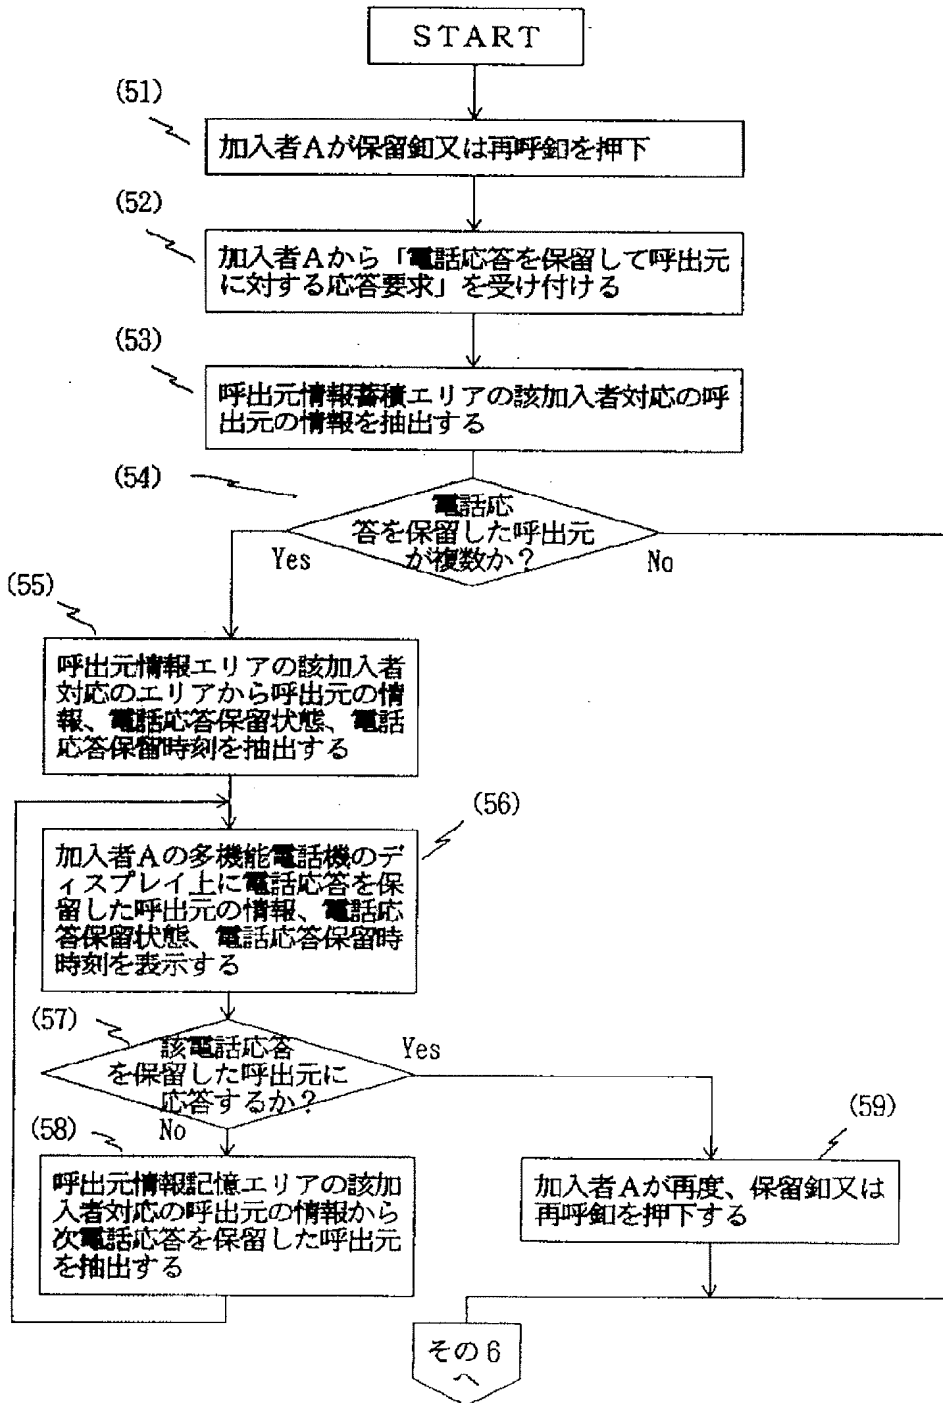 START
(51)
加入者Aが保留釦又は再呼釦を押下
(52)
加入者Aから「電話応答を保留して呼出元
に対する応答要求」を受け付ける
(53)
呼出元情報蓄積エリアの該加入者対応の呼
出元の情報を抽出する
(54)
電話応
答を保留した呼出元
が複数か?
Yes
No
(55)
呼出元情報エリアの該加入者
対応のエリアから呼出元の情
報、電話応答保留状態、電話
応答保留時刻を抽出する
(56)
加入者Aの多機能電話機のデ
ィスプレイ上に電話応答を保
留した呼出元の情報、電話応
答保留状態、電話応答保留時
時刻を表示する
(57)
該電話応答
を保留した呼出元に
応答するか?
Yes
No
(58)
呼出元情報記憶エリアの該加
入者対応の呼出元の情報から
次電話応答を保留した呼出元
を抽出する
(59)
加入者Aが再度、保留釦又は
再呼釦を押下する
その6
へ